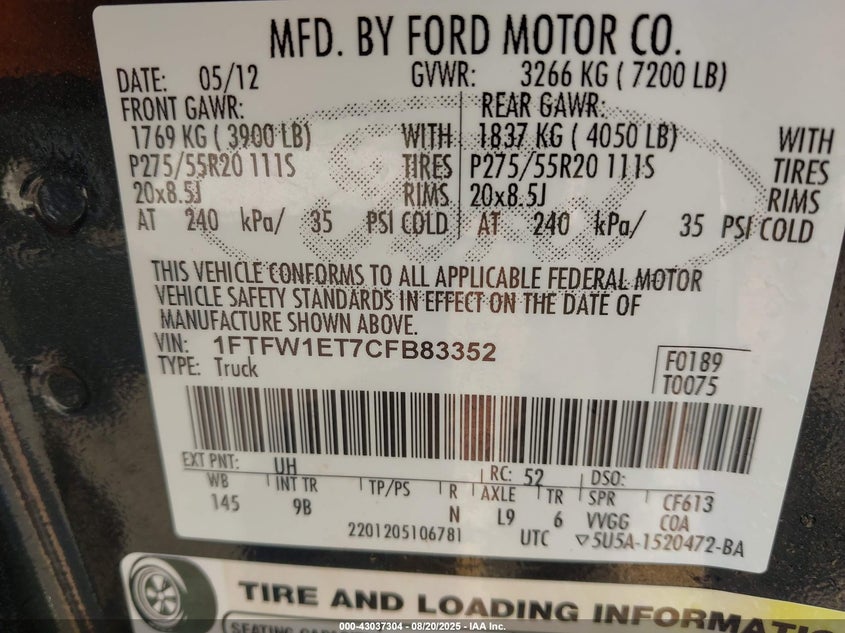 MFD. BY FORD MOTOR CO.
DATE: 05/12 GVWR: 3266 KG ( 7200 LB)
FRONT GAWR: REAR GAWR:
1769 KG ( 3900 LB) WITH 1837 KG ( 4050 LB) WITH
P275/55R20 111S TIRES P275/55R20 111S TIRES
20x8.5J RIMS 20x8.5J RIMS
AT 240 kPa/ 35 PSI COLD AT 240 kPa/ 35 PSI COLD
THIS VEHICLE CONFORMS TO ALL APPLICABLE FEDERAL MOTOR
VEHICLE SAFETY STANDARDS IN EFFECT ON THE DATE OF
MANUFACTURE SHOWN ABOVE.
VIN: 1FTFW1ET7CFB83352
TYPE: Truck
F0189
T0075
EXT PNT: UH RC: 52 DSO:
WB INT TR TP/PS R AXLE TR SPR CF613
145 9B N L9 6 VVGG COA
2201205106781 UTC ▽5U5A-1520472-BA
TIRE AND LOADING INFORMATION
000-43037304 - 08/20/2025 - IAA Inc.